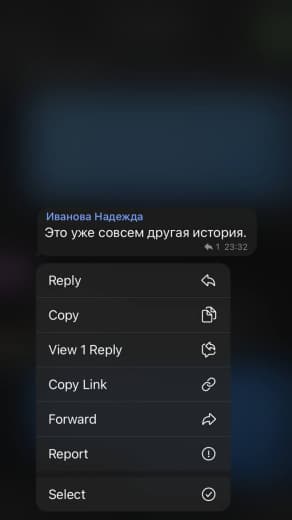 Иванова Надежда
Это уже совсем другая история.
1 23:32
Reply
Copy
View 1 Reply
Copy Link
Forward
Report
Select